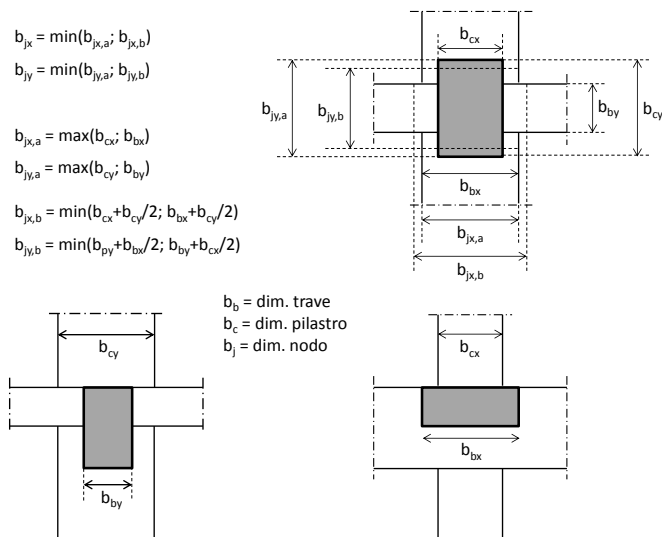 b_jx = min(b_jx,a; b_jx,b)
b_jy = min(b_jy,a; b_jy,b)
b_jx,a = max(b_cx; b_bx)
b_jy,a = max(b_cy; b_by)
b_jx,b = min(b_cx+b_cy/2; b_bx+b_cy/2)
b_jy,b = min(b_py+b_bx/2; b_by+b_cx/2)
b_cx
b_jy,a
b_jy,b
b_by
b_cy
b_bx
b_jx,a
b_jx,b
b_b = dim. trave
b_c = dim. pilastro
b_j = dim. nodo
b_cy
b_by
b_cx
b_bx